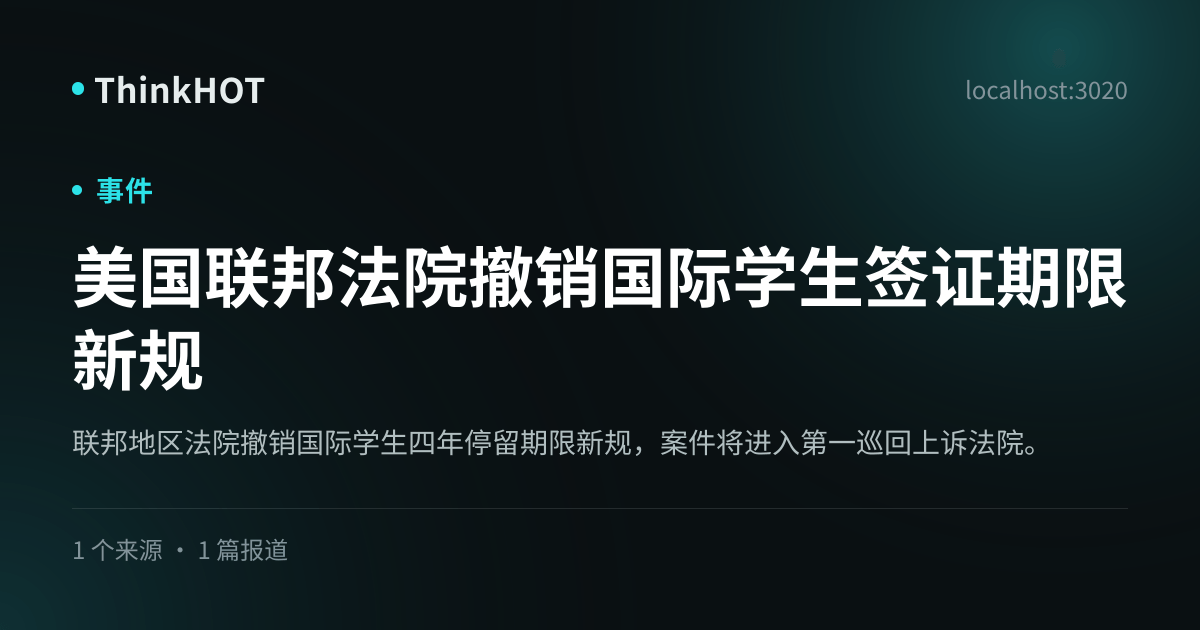 ThinkHOT
localhost:3020
事件
美国联邦法院撤销国际学生签证期限
新规
联邦地区法院撤销国际学生四年停留期限新规，案件将进入第一巡回上诉法院。
1 个来源 · 1 篇报道